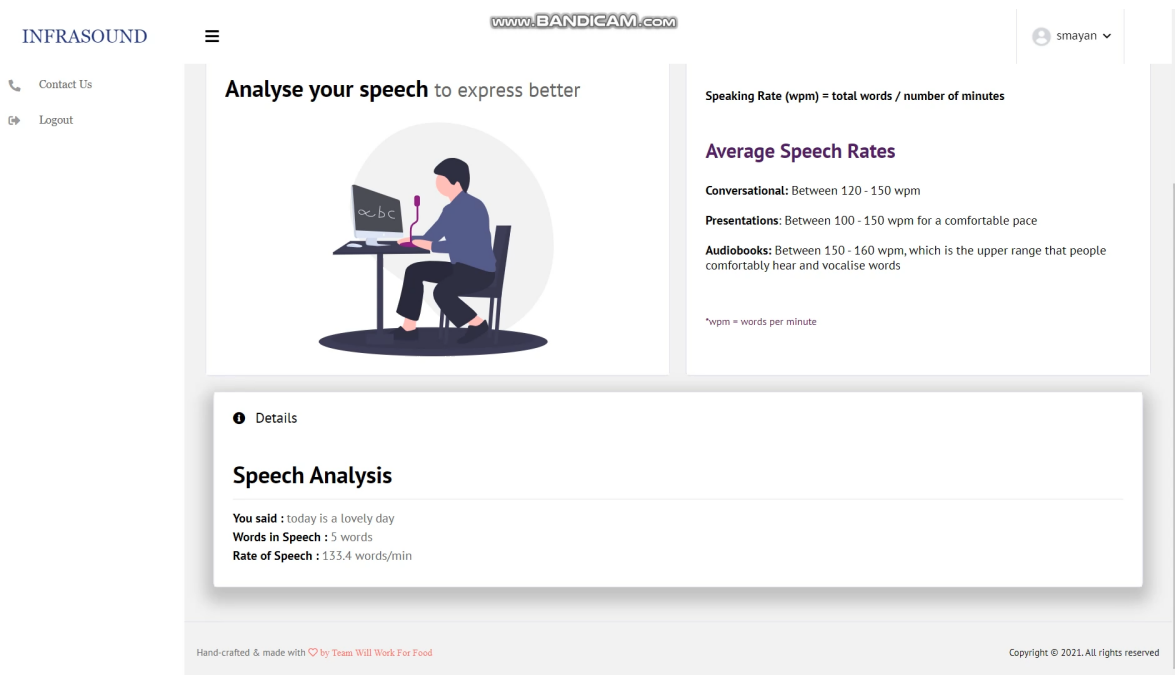 www.BANDICAM.com
INFRASOUND
smayan
Contact Us
Logout
Analyse your speech to express better
abc
Speaking Rate (wpm) = total words / number of minutes
Average Speech Rates
Conversational: Between 120 - 150 wpm
Presentations: Between 100 - 150 wpm for a comfortable pace
Audiobooks: Between 150 - 160 wpm, which is the upper range that people
comfortably hear and vocalise words
*wpm = words per minute
Details
Speech Analysis
You said : today is a lovely day
Words in Speech : 5 words
Rate of Speech : 133.4 words/min
Hand-crafted & made with ♡ by Team Will Work For Food
Copyright © 2021. All rights reserved